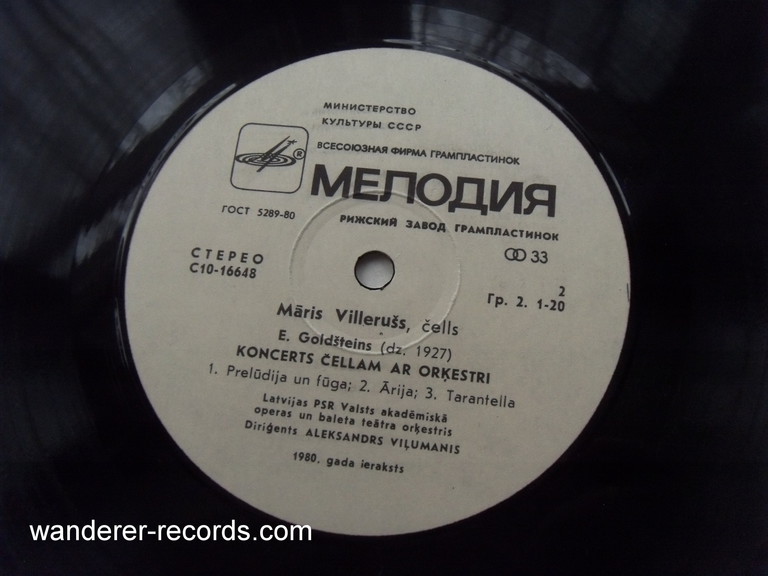 МИНИСТЕРСТВО
КУЛЬТУРЫ СССР
ВСЕСОЮЗНАЯ ФИРМА ГРАМПЛАСТИНОК
®
МЕЛОДИЯ
ГОСТ 5289-80
РИЖСКИЙ ЗАВОД ГРАМПЛАСТИНОК
СТЕРЕО
33
С10-16648
2
Гр. 2. 1-20
Māris Villerušs, čells
E. Goldšteins (dz. 1927)
KONCERTS ČELLAM AR ORĶESTRI
1. Prelūdija un fūga; 2. Ārija; 3. Tarantella
Latvijas PSR Valsts akadēmiskā
operas un baleta teātra orķestris
Diriģents ALEKSANDRS VIĻUMANIS
1980. gada ieraksts
wanderer-records.com